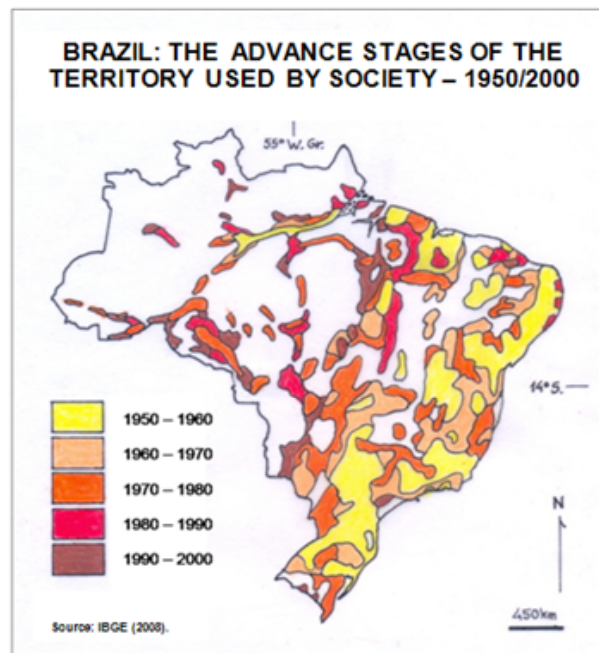 BRAZIL: THE ADVANCE STAGES OF THE
TERRITORY USED BY SOCIETY – 1950/2000
55° W. Gr.
14° S.
1950 – 1960
1960 – 1970
1970 – 1980
1980 – 1990
1990 – 2000
N
450km
Source: IBGE (2008).